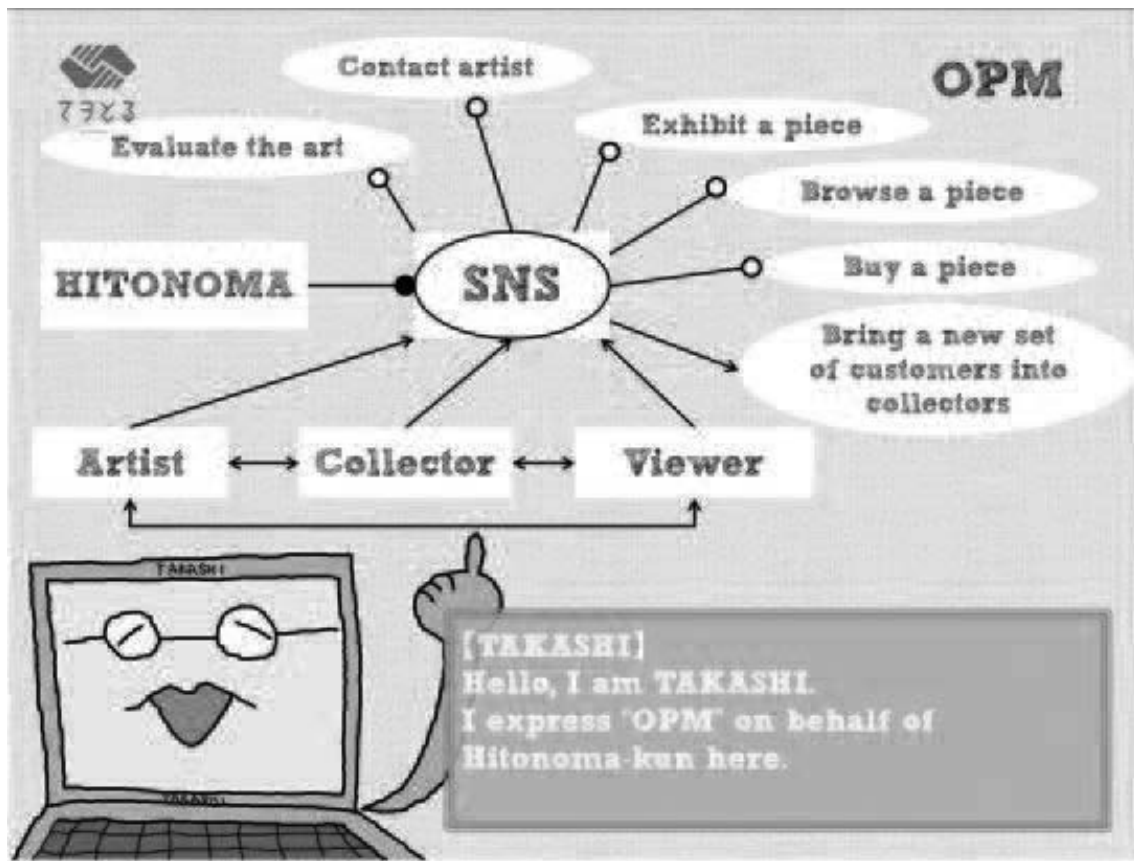 OPM
Contact artist
Exhibit a piece
Evaluate the art
Browse a piece
HITONOMA
SNS
Buy a piece
Bring a new set
of customers into
collectors
Artist
Collector
Viewer
TAKASHI
TAKASHI
[TAKASHI]
Hello, I am TAKASHI.
I express "OPM" on behalf of
Hitonoma-kun here.